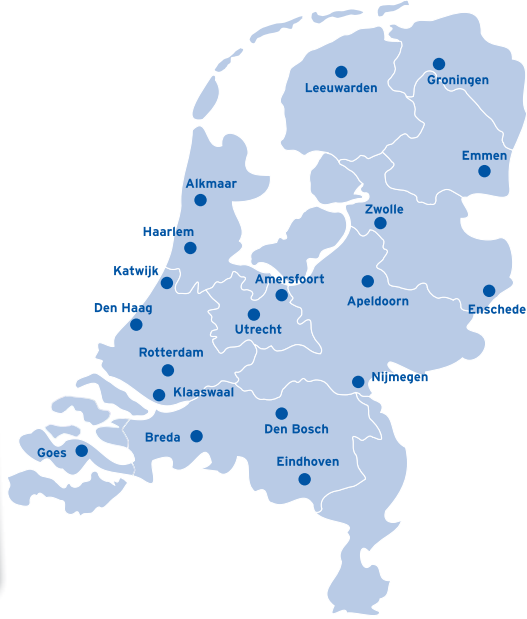 Groningen
Leeuwarden
Emmen
Alkmaar
Zwolle
Haarlem
Katwijk
Amersfoort
Apeldoorn
Den Haag
Enschede
Utrecht
Rotterdam
Nijmegen
Klaaswaal
Den Bosch
Breda
Goes
Eindhoven